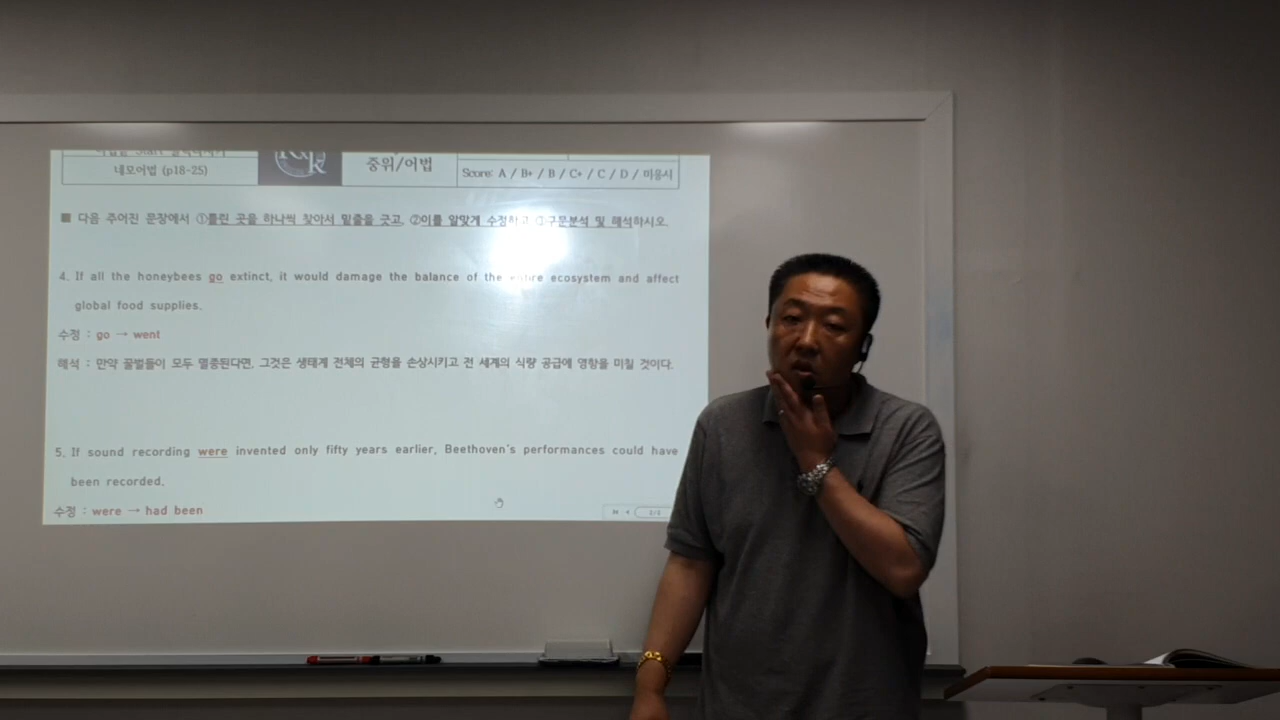 네모어법 (p18-25)
중위/어법
Score: A / B+ / B / C+ / C / D / 미응시
■ 다음 주어진 문장에서 ①틀린 곳을 하나씩 찾아서 밑줄을 긋고, ②이를 알맞게 수정하고 구문분석 및 해석하시오.
4. If all the honeybees go extinct, it would damage the balance of the entire ecosystem and affect
global food supplies.
수정 : go → went
해석 : 만약 꿀벌들이 모두 멸종된다면, 그것은 생태계 전체의 균형을 손상시키고 전 세계의 식량 공급에 영향을 미칠 것이다.
5. If sound recording were invented only fifty years earlier, Beethoven's performances could have
been recorded.
수정 : were → had been